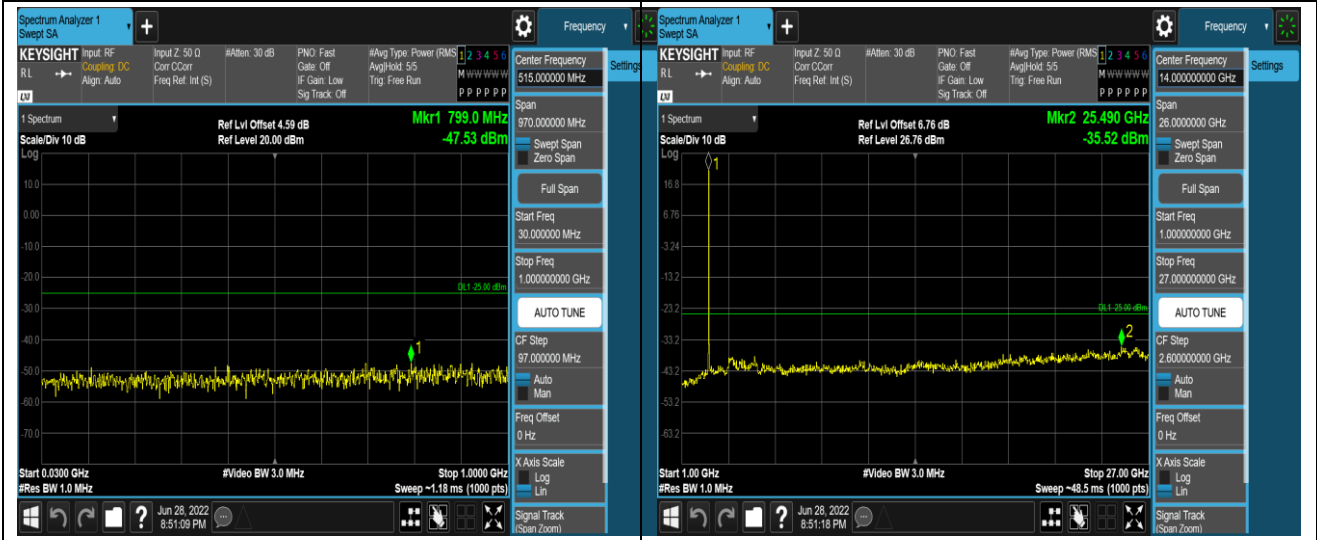 Spectrum Analyzer 1
Swept SA
+
Frequency
KEYSIGHT
RL
LXI
Input: RF
Coupling: DC
Align: Auto
Input Z: 50 Ω
Corr CCorr
Freq Ref: Int (S)
#Atten: 30 dB
PNO: Fast
Gate: Off
IF Gain: Low
Sig Track: Off
#Avg Type: Power (RMS
Avg|Hold: 5/5
Trig: Free Run
1 2 3 4 5 6
M W W W W W
P P P P P P
Center Frequency
515.000000 MHz
Settings
1 Spectrum
Scale/Div 10 dB
Log
Ref Lvl Offset 4.59 dB
Ref Level 20.00 dBm
Mkr1 799.0 MHz
-47.53 dBm
Span
970.000000 MHz
Swept Span
Zero Span
Full Span
Start Freq
30.000000 MHz
Stop Freq
1.000000000 GHz
AUTO TUNE
CF Step
97.000000 MHz
Auto
Man
Freq Offset
0 Hz
X Axis Scale
Log
Lin
Signal Track
(Span Zoom)
10.0
0.00
-10.0
-20.0
DL1 -25.00 dBm
-30.0
-40.0
1
-50.0
-60.0
-70.0
Start 0.0300 GHz
#Video BW 3.0 MHz
Stop 1.0000 GHz
#Res BW 1.0 MHz
Sweep ~1.18 ms (1000 pts)
?
Jun 28, 2022
8:51:09 PM
Spectrum Analyzer 1
Swept SA
+
Frequency
KEYSIGHT
RL
LXI
Input: RF
Coupling: DC
Align: Auto
Input Z: 50 Ω
Corr CCorr
Freq Ref: Int (S)
#Atten: 30 dB
PNO: Fast
Gate: Off
IF Gain: Low
Sig Track: Off
#Avg Type: Power (RMS
Avg|Hold: 5/5
Trig: Free Run
1 2 3 4 5 6
M W W W W W
P P P P P P
Center Frequency
14.000000000 GHz
Settings
1 Spectrum
Scale/Div 10 dB
Log
Ref Lvl Offset 6.76 dB
Ref Level 26.76 dBm
Mkr2 25.490 GHz
-35.52 dBm
Span
26.0000000 GHz
Swept Span
Zero Span
Full Span
Start Freq
1.000000000 GHz
Stop Freq
27.000000000 GHz
AUTO TUNE
CF Step
2.600000000 GHz
Auto
Man
Freq Offset
0 Hz
X Axis Scale
Log
Lin
Signal Track
(Span Zoom)
1
16.8
6.76
-3.24
-13.2
-23.2
DL1 -25.00 dBm
-33.2
2
-43.2
-53.2
-63.2
Start 1.00 GHz
#Video BW 3.0 MHz
Stop 27.00 GHz
#Res BW 1.0 MHz
Sweep ~48.5 ms (1000 pts)
?
Jun 28, 2022
8:51:18 PM